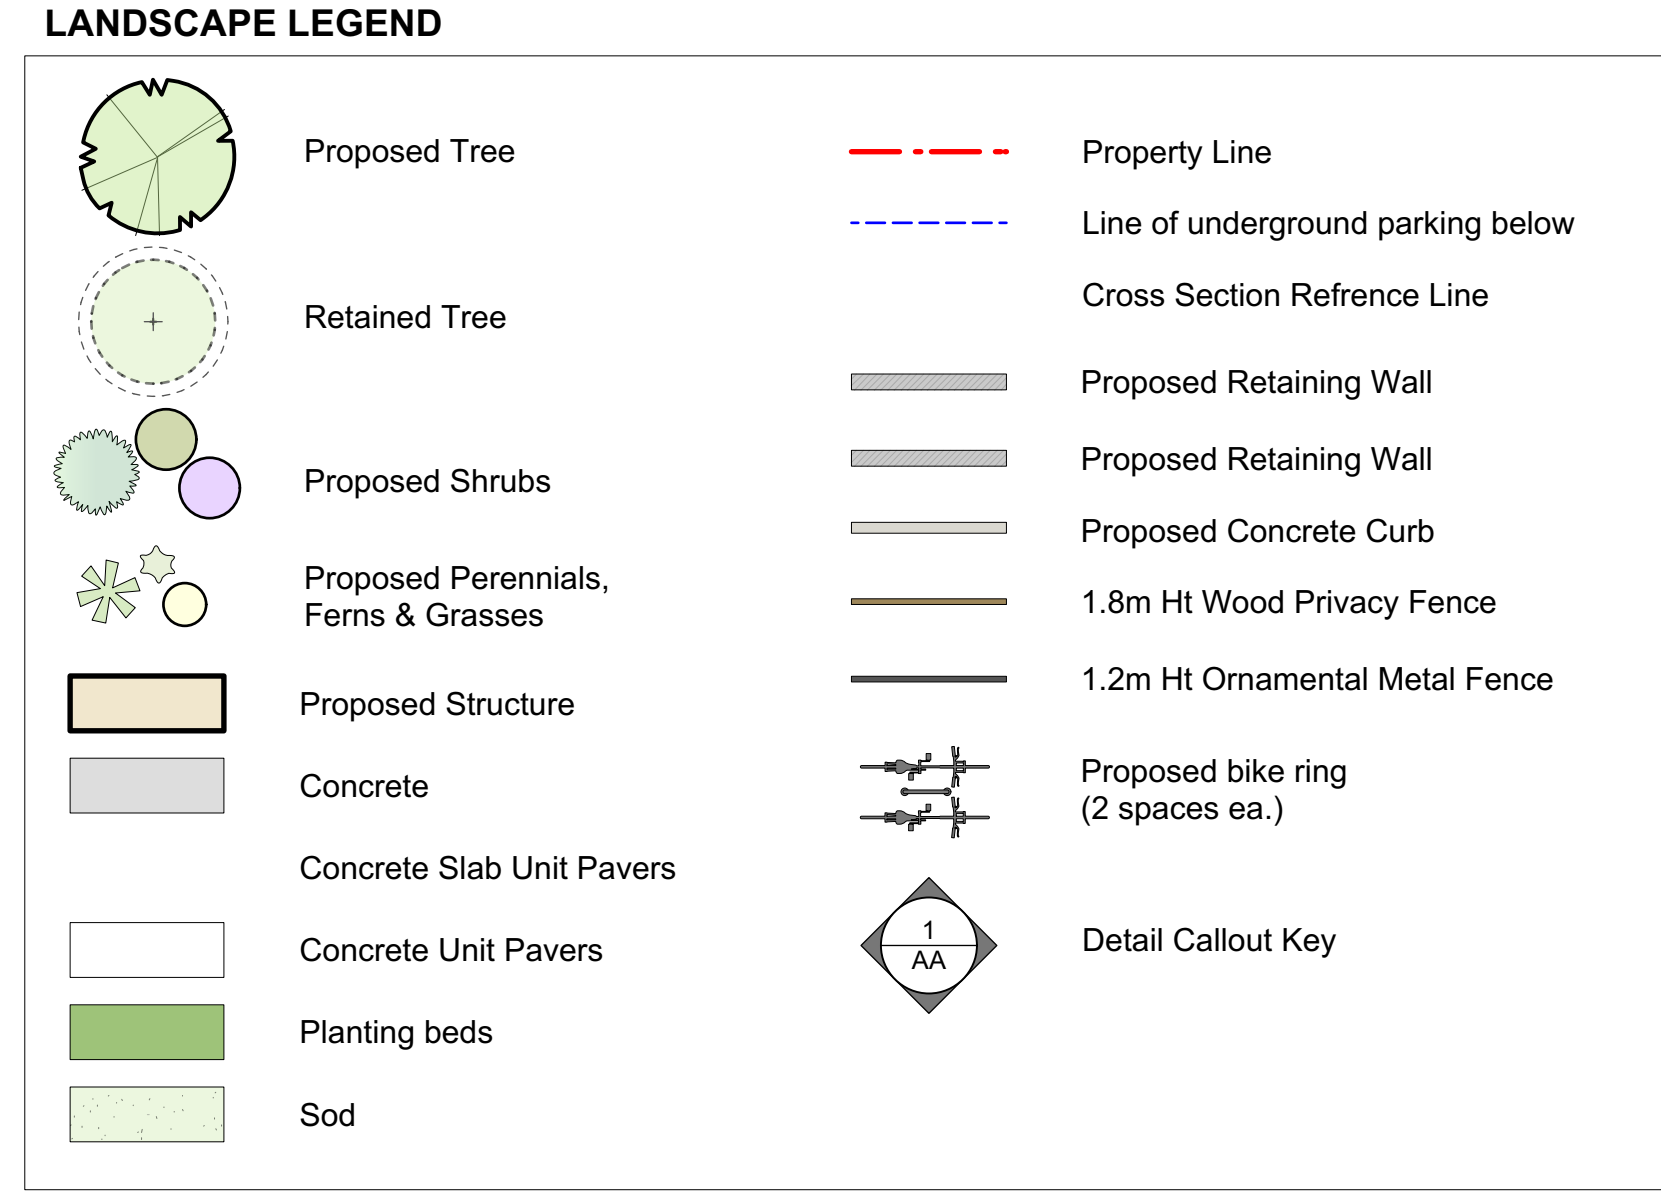 LANDSCAPE LEGEND
Proposed Tree
Retained Tree
Proposed Shrubs
Proposed Perennials,
Ferns & Grasses
Proposed Structure
Concrete
Concrete Slab Unit Pavers
Concrete Unit Pavers
Planting beds
Sod
Property Line
Line of underground parking below
Cross Section Refrence Line
Proposed Retaining Wall
Proposed Retaining Wall
Proposed Concrete Curb
1.8m Ht Wood Privacy Fence
1.2m Ht Ornamental Metal Fence
Proposed bike ring
(2 spaces ea.)
1
AA
Detail Callout Key